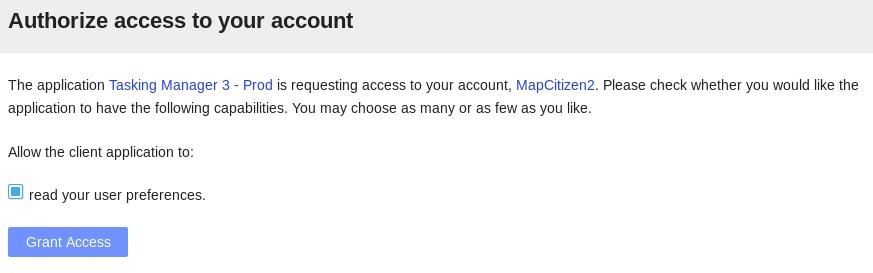 Authorize access to your account
The application Tasking Manager 3 - Prod is requesting access to your account, MapCitizen2. Please check whether you would like the
application to have the following capabilities. You may choose as many or as few as you like.
Allow the client application to:
read your user preferences.
Grant Access